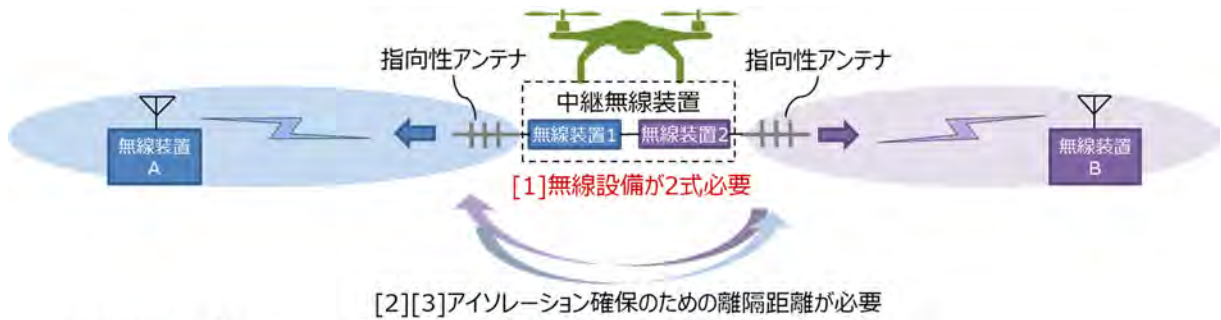 指向性アンテナ
指向性アンテナ
中継無線装置
無線装置
A
無線装置1
無線装置2
無線装置
B
[1]無線設備が2式必要
[2][3]アイソレーション確保のための離隔距離が必要